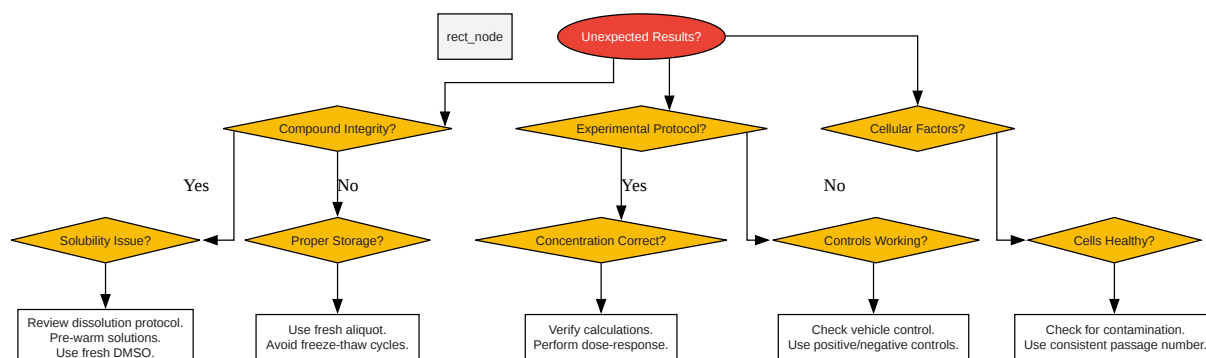 rect_node
Unexpected Results?
Compound Integrity?
Experimental Protocol?
Cellular Factors?
Yes
No
Yes
No
Solubility Issue?
Proper Storage?
Concentration Correct?
Controls Working?
Cells Healthy?
Review dissolution protocol.
Pre-warm solutions.
Use fresh DMSO.
Use fresh aliquot.
Avoid freeze-thaw cycles.
Verify calculations.
Perform dose-response.
Check vehicle control.
Use positive/negative controls.
Check for contamination.
Use consistent passage number.